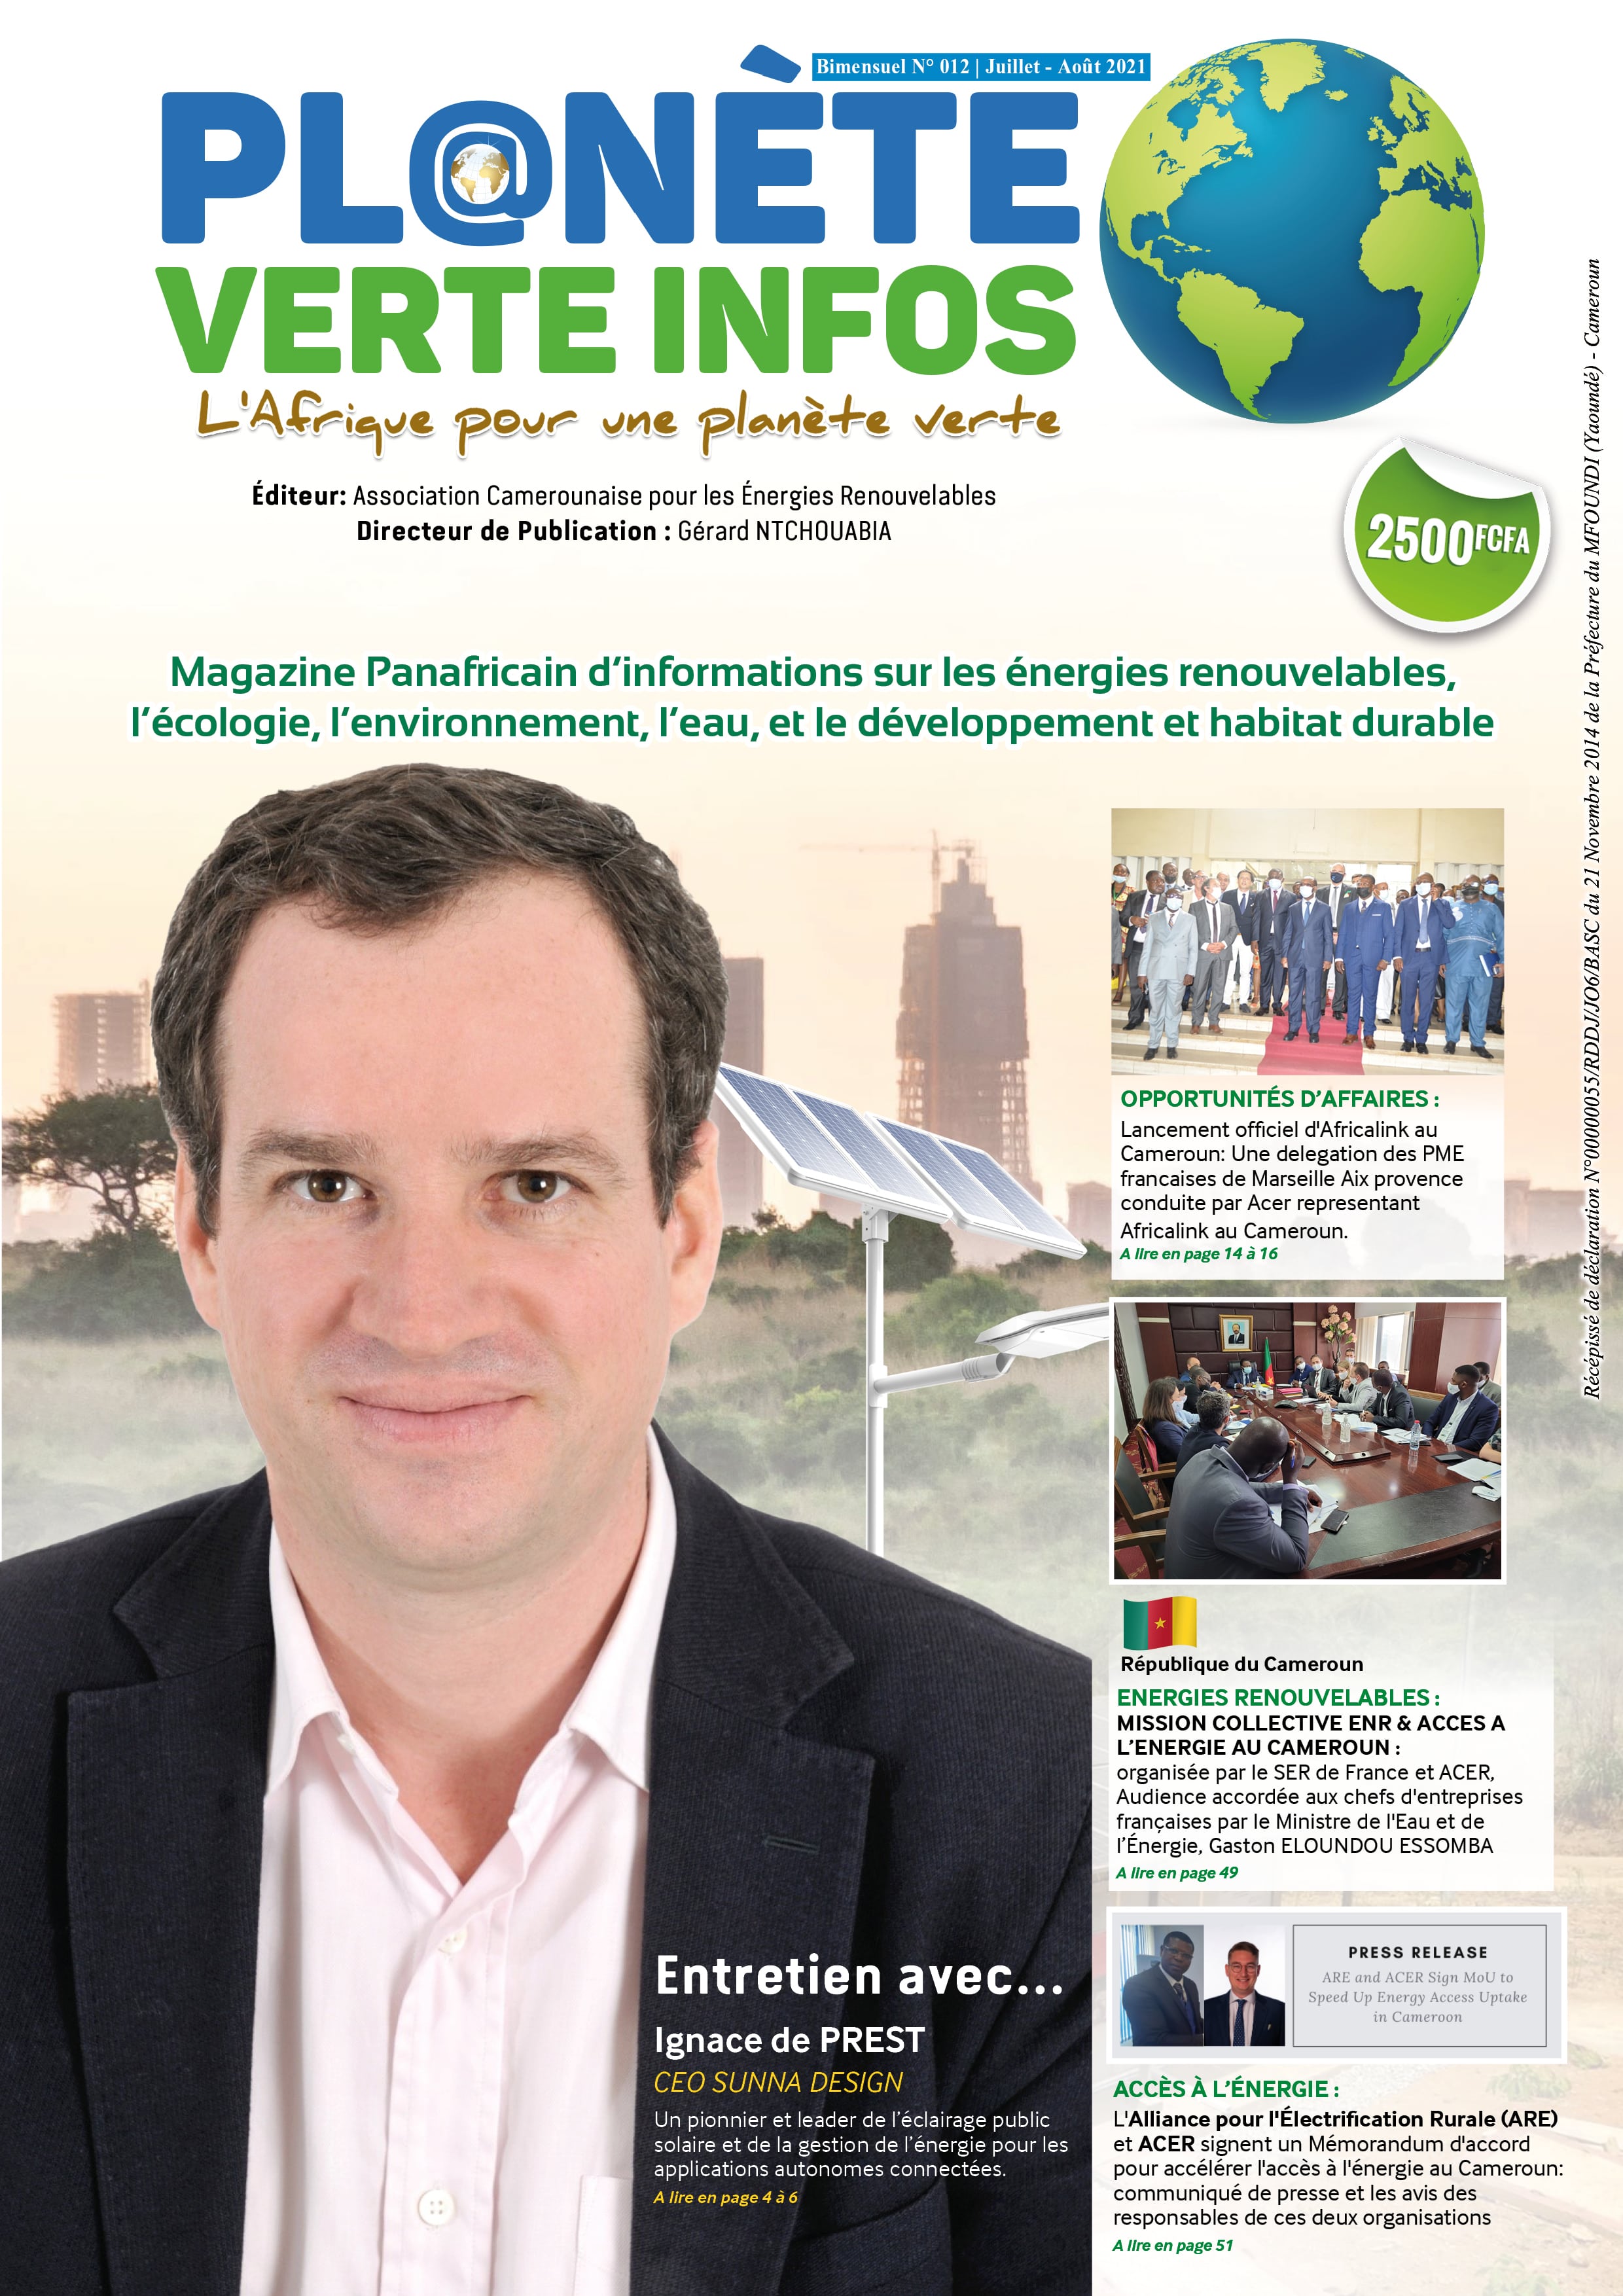 Bimensuel N° 012 | Juillet - Août 2021
PL@NÈTE
VERTE INFOS
L'Afrique pour une planète verte
Éditeur: Association Camerounaise pour les Énergies Renouvelables
Directeur de Publication : Gérard NTCHOUABIA
2500FCFA
Récépissé de déclaration N°00000055/RDDJ/JO6/BASC du 21 Novembre 2014 de la Préfecture du MFOUNDI (Yaoundé) - Cameroun
Magazine Panafricain d’informations sur les énergies renouvelables,
l’écologie, l’environnement, l’eau, et le développement et habitat durable
OPPORTUNITÉS D’AFFAIRES :
Lancement officiel d'Africalink au
Cameroun: Une delegation des PME
francaises de Marseille Aix provence
conduite par Acer representant
Africalink au Cameroun.
A lire en page 14 à 16
République du Cameroun
ENERGIES RENOUVELABLES :
MISSION COLLECTIVE ENR & ACCES A
L’ENERGIE AU CAMEROUN :
organisée par le SER de France et ACER,
Audience accordée aux chefs d'entreprises
françaises par le Ministre de l'Eau et de
l’Énergie, Gaston ELOUNDOU ESSOMBA
A lire en page 49
PRESS RELEASE
ARE and ACER Sign MoU to
Speed Up Energy Access Uptake
in Cameroon
ACCÈS À L’ÉNERGIE :
L'Alliance pour l'Électrification Rurale (ARE)
et ACER signent un Mémorandum d'accord
pour accélérer l'accès à l'énergie au Cameroun:
communiqué de presse et les avis des
responsables de ces deux organisations
A lire en page 51
Entretien avec...
Ignace de PREST
CEO SUNNA DESIGN
Un pionnier et leader de l’éclairage public
solaire et de la gestion de l’énergie pour les
applications autonomes connectées.
A lire en page 4 à 6